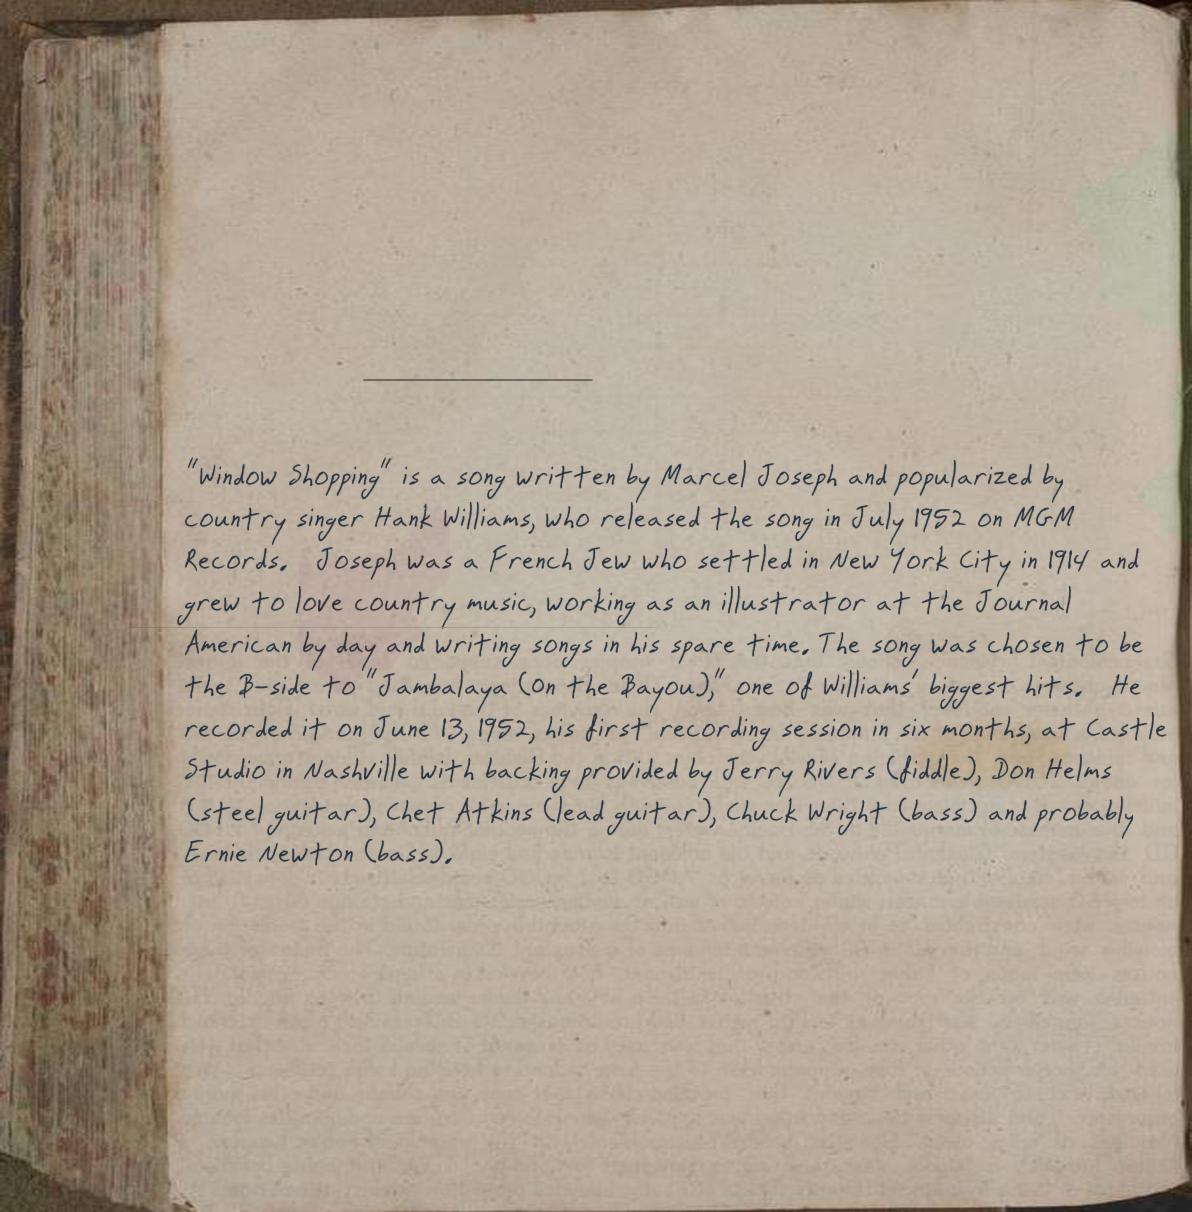 "Window Shopping" is a song written by Marcel Joseph and popularized by
country singer Hank Williams, who released the song in July 1952 on MGM
Records.  Joseph was a French Jew who settled in New York City in 1914 and
grew to love country music, working as an illustrator at the Journal
American by day and writing songs in his spare time. The song was chosen to be
the B-side to "Jambalaya (On the Bayou)," one of Williams' biggest hits.  He
recorded it on June 13, 1952, his first recording session in six months, at Castle
Studio in Nashville with backing provided by Jerry Rivers (fiddle), Don Helms
(steel guitar), Chet Atkins (lead guitar), Chuck Wright (bass) and probably
Ernie Newton (bass).